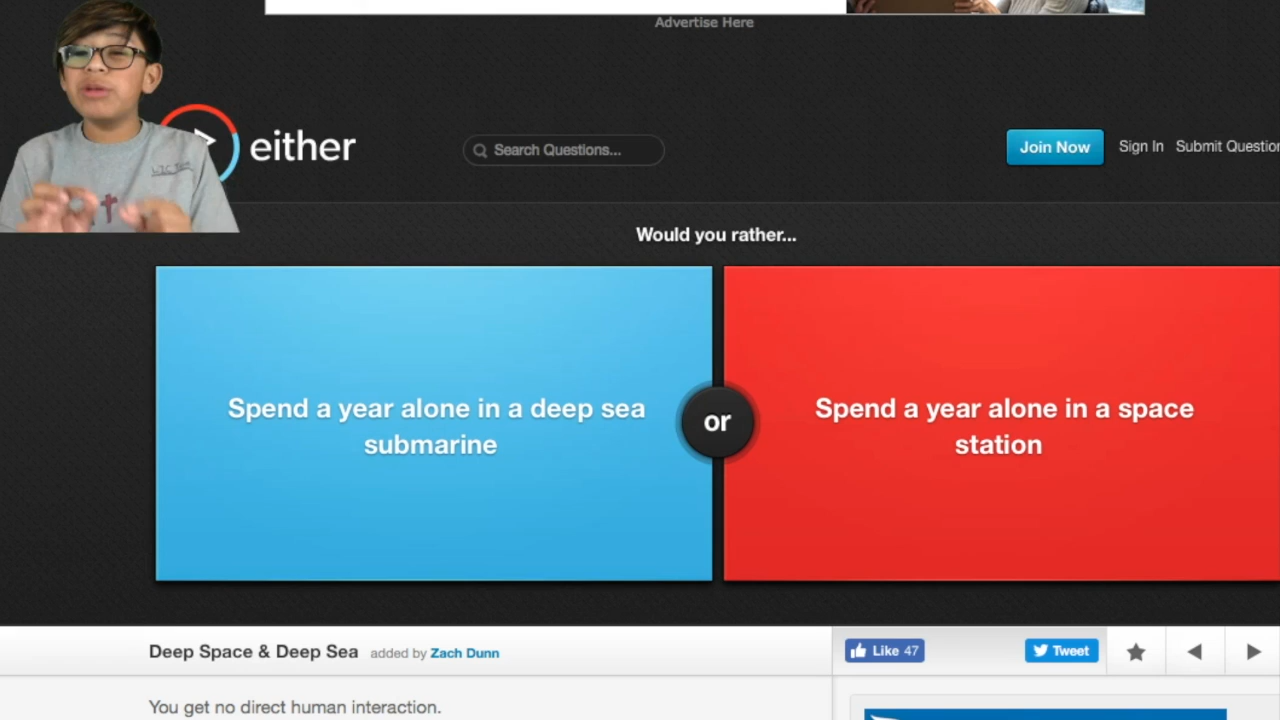 Advertise Here
either
Search Questions...
Join Now
Sign In
Submit Question
Would you rather...
Spend a year alone in a deep sea
submarine
or
Spend a year alone in a space
station
Deep Space & Deep Sea added by Zach Dunn
Like 47
Tweet
You get no direct human interaction.